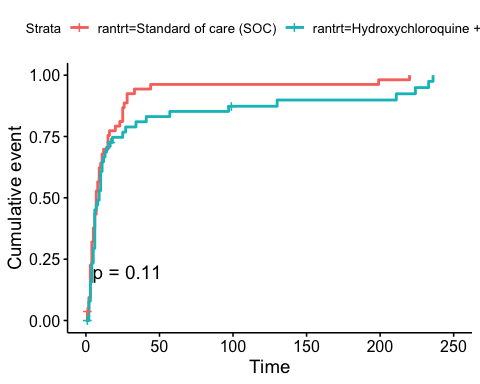 Strata rantrt=Standard of care (SOC) rantrt=Hydroxychloroquine +
1.00
0.75
0.50
0.25
0.00
Cumulative event
p = 0.11
0 50 100 150 200 250
Time